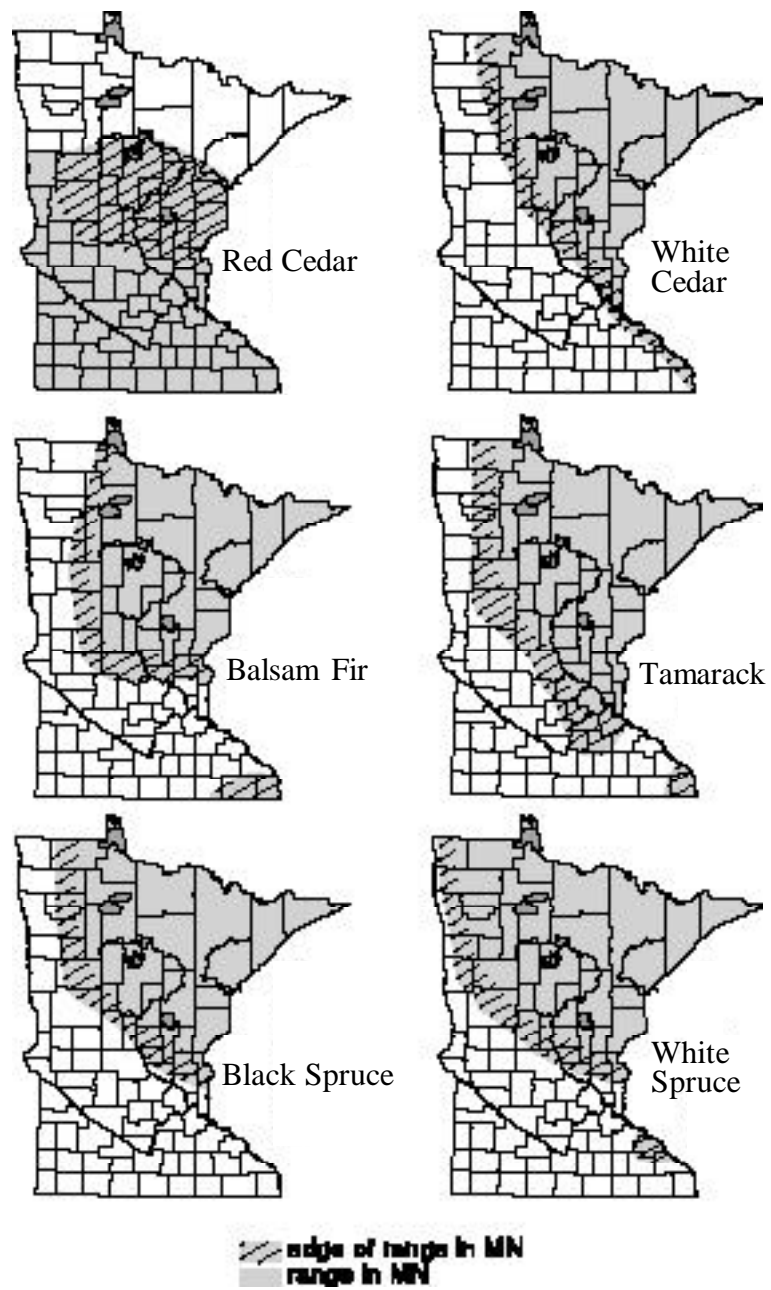 Red Cedar
White
Cedar
Balsam Fir
Tamarack
Black Spruce
White
Spruce
edge of range in MN
range in MN